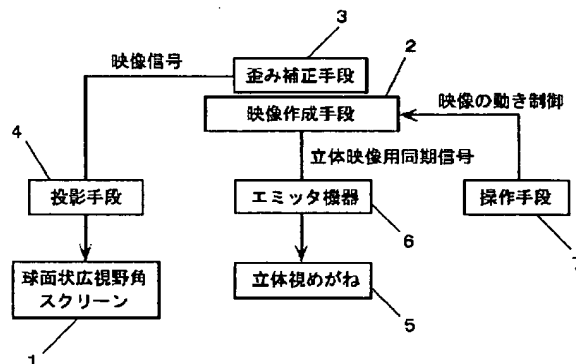 3
映像信号
歪み補正手段
2
映像作成手段
映像の動き制御
4
立体映像用同期信号
投影手段
エミッタ機器
操作手段
6
7
球面状広視野角
スクリーン
立体視めがね
5
1